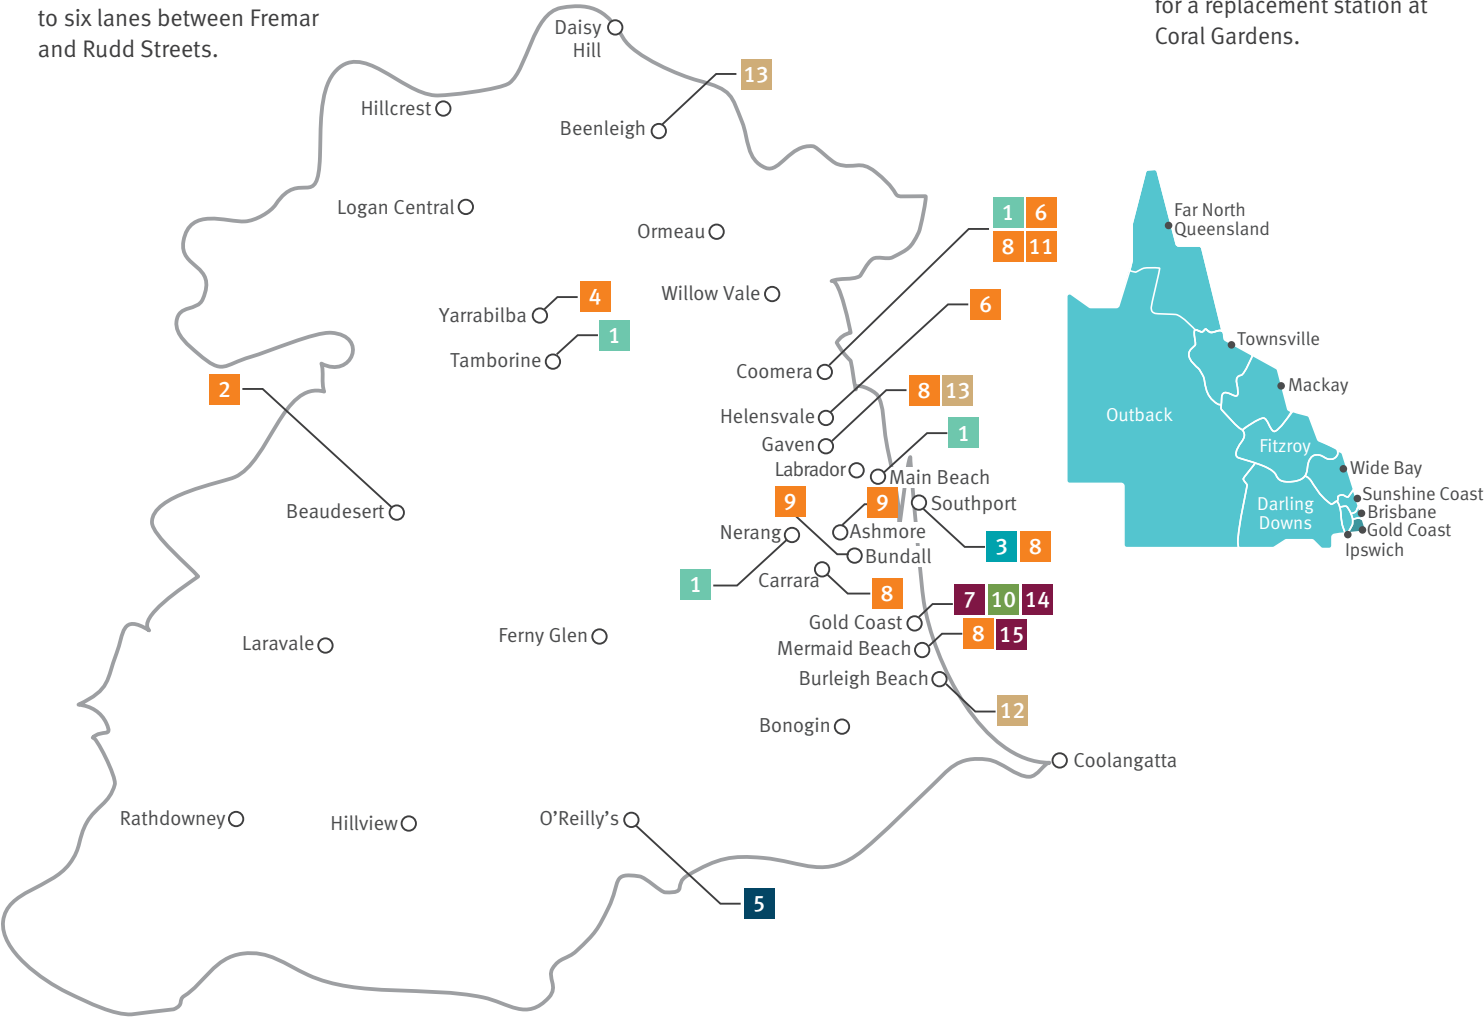 to six lanes between Fremar
and Rudd Streets.
for a replacement station at
Coral Gardens.
Daisy
Hill
13
Hillcrest
Beenleigh
Logan Central
Ormeau
1 6
8 11
Willow Vale
4
Yarrabilba
6
1
Tamborine
Coomera
2
8 13
Helensvale
1
Gaven
Labrador
Main Beach
9
9
Southport
Beaudesert
Nerang
Ashmore
3 8
Bundall
1
Carrara
8
7 10 14
Gold Coast
8 15
Laravale
Ferny Glen
Mermaid Beach
Burleigh Beach
12
Bonogin
Coolangatta
Rathdowney
Hillview
O’Reilly’s
5
Far North
Queensland
Townsville
Mackay
Outback
Fitzroy
Wide Bay
Sunshine Coast
Darling
Downs
Brisbane
Gold Coast
Ipswich